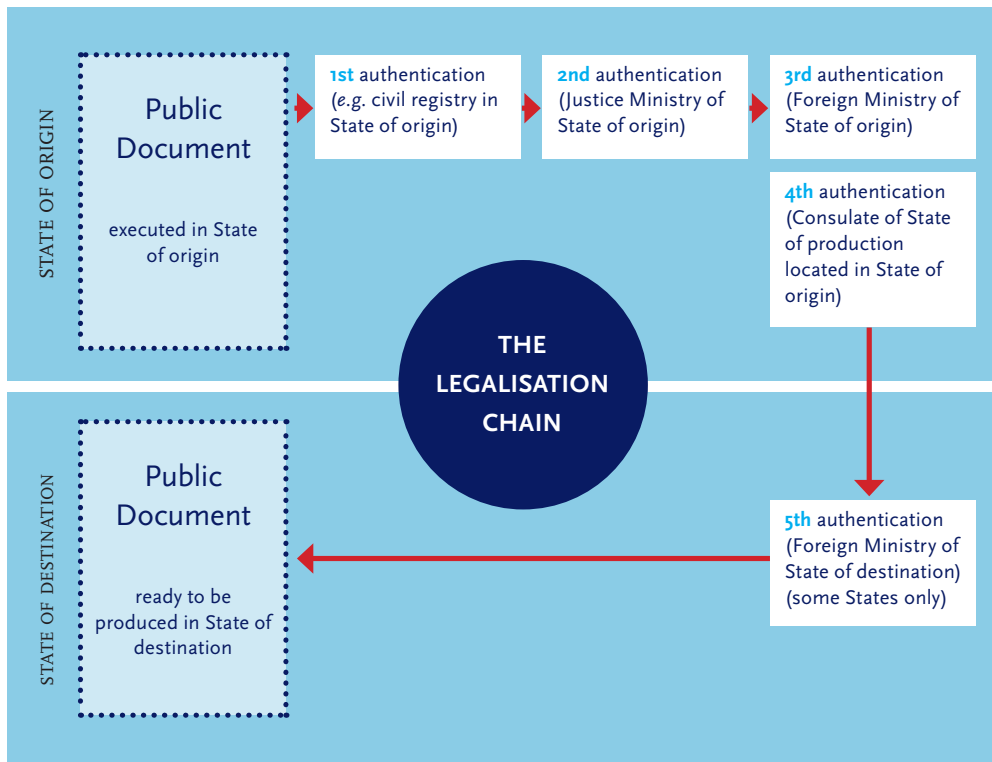 STATE OF ORIGIN
Public
Document
executed in State
of origin
1st authentication
(e.g. civil registry in
State of origin)
2nd authentication
(Justice Ministry of
State of origin)
3rd authentication
(Foreign Ministry of
State of origin)
4th authentication
(Consulate of State
of production
located in State of
origin)
THE
LEGALISATION
CHAIN
STATE OF DESTINATION
Public
Document
ready to be
produced in State of
destination
5th authentication
(Foreign Ministry of
State of destination)
(some States only)